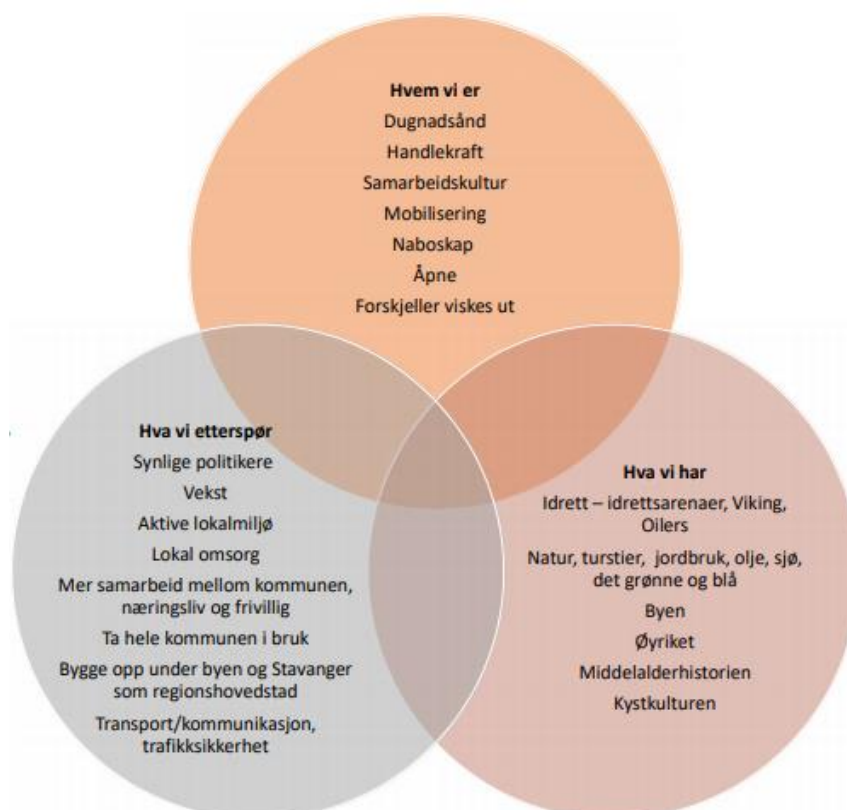 Hvem vi er
Dugnadsånd
Handlekraft
Samarbeidskultur
Mobilisering
Naboskap
Åpne
Forskjeller viskes ut
Hva vi etterspør
Synlige politikere
Vekst
Aktive lokalmiljø
Lokal omsorg
Mer samarbeid mellom kommunen,
næringsliv og frivillig
Ta hele kommunen i bruk
Bygge opp under byen og Stavanger
som regionshovedstad
Transport/kommunikasjon,
trafikksikkerhet
Hva vi har
Idrett – idrettsarenaer, Viking,
Oilers
Natur, turstier, jordbruk, olje, sjø,
det grønne og blå
Byen
Øyriket
Middelalderhistorien
Kystkulturen